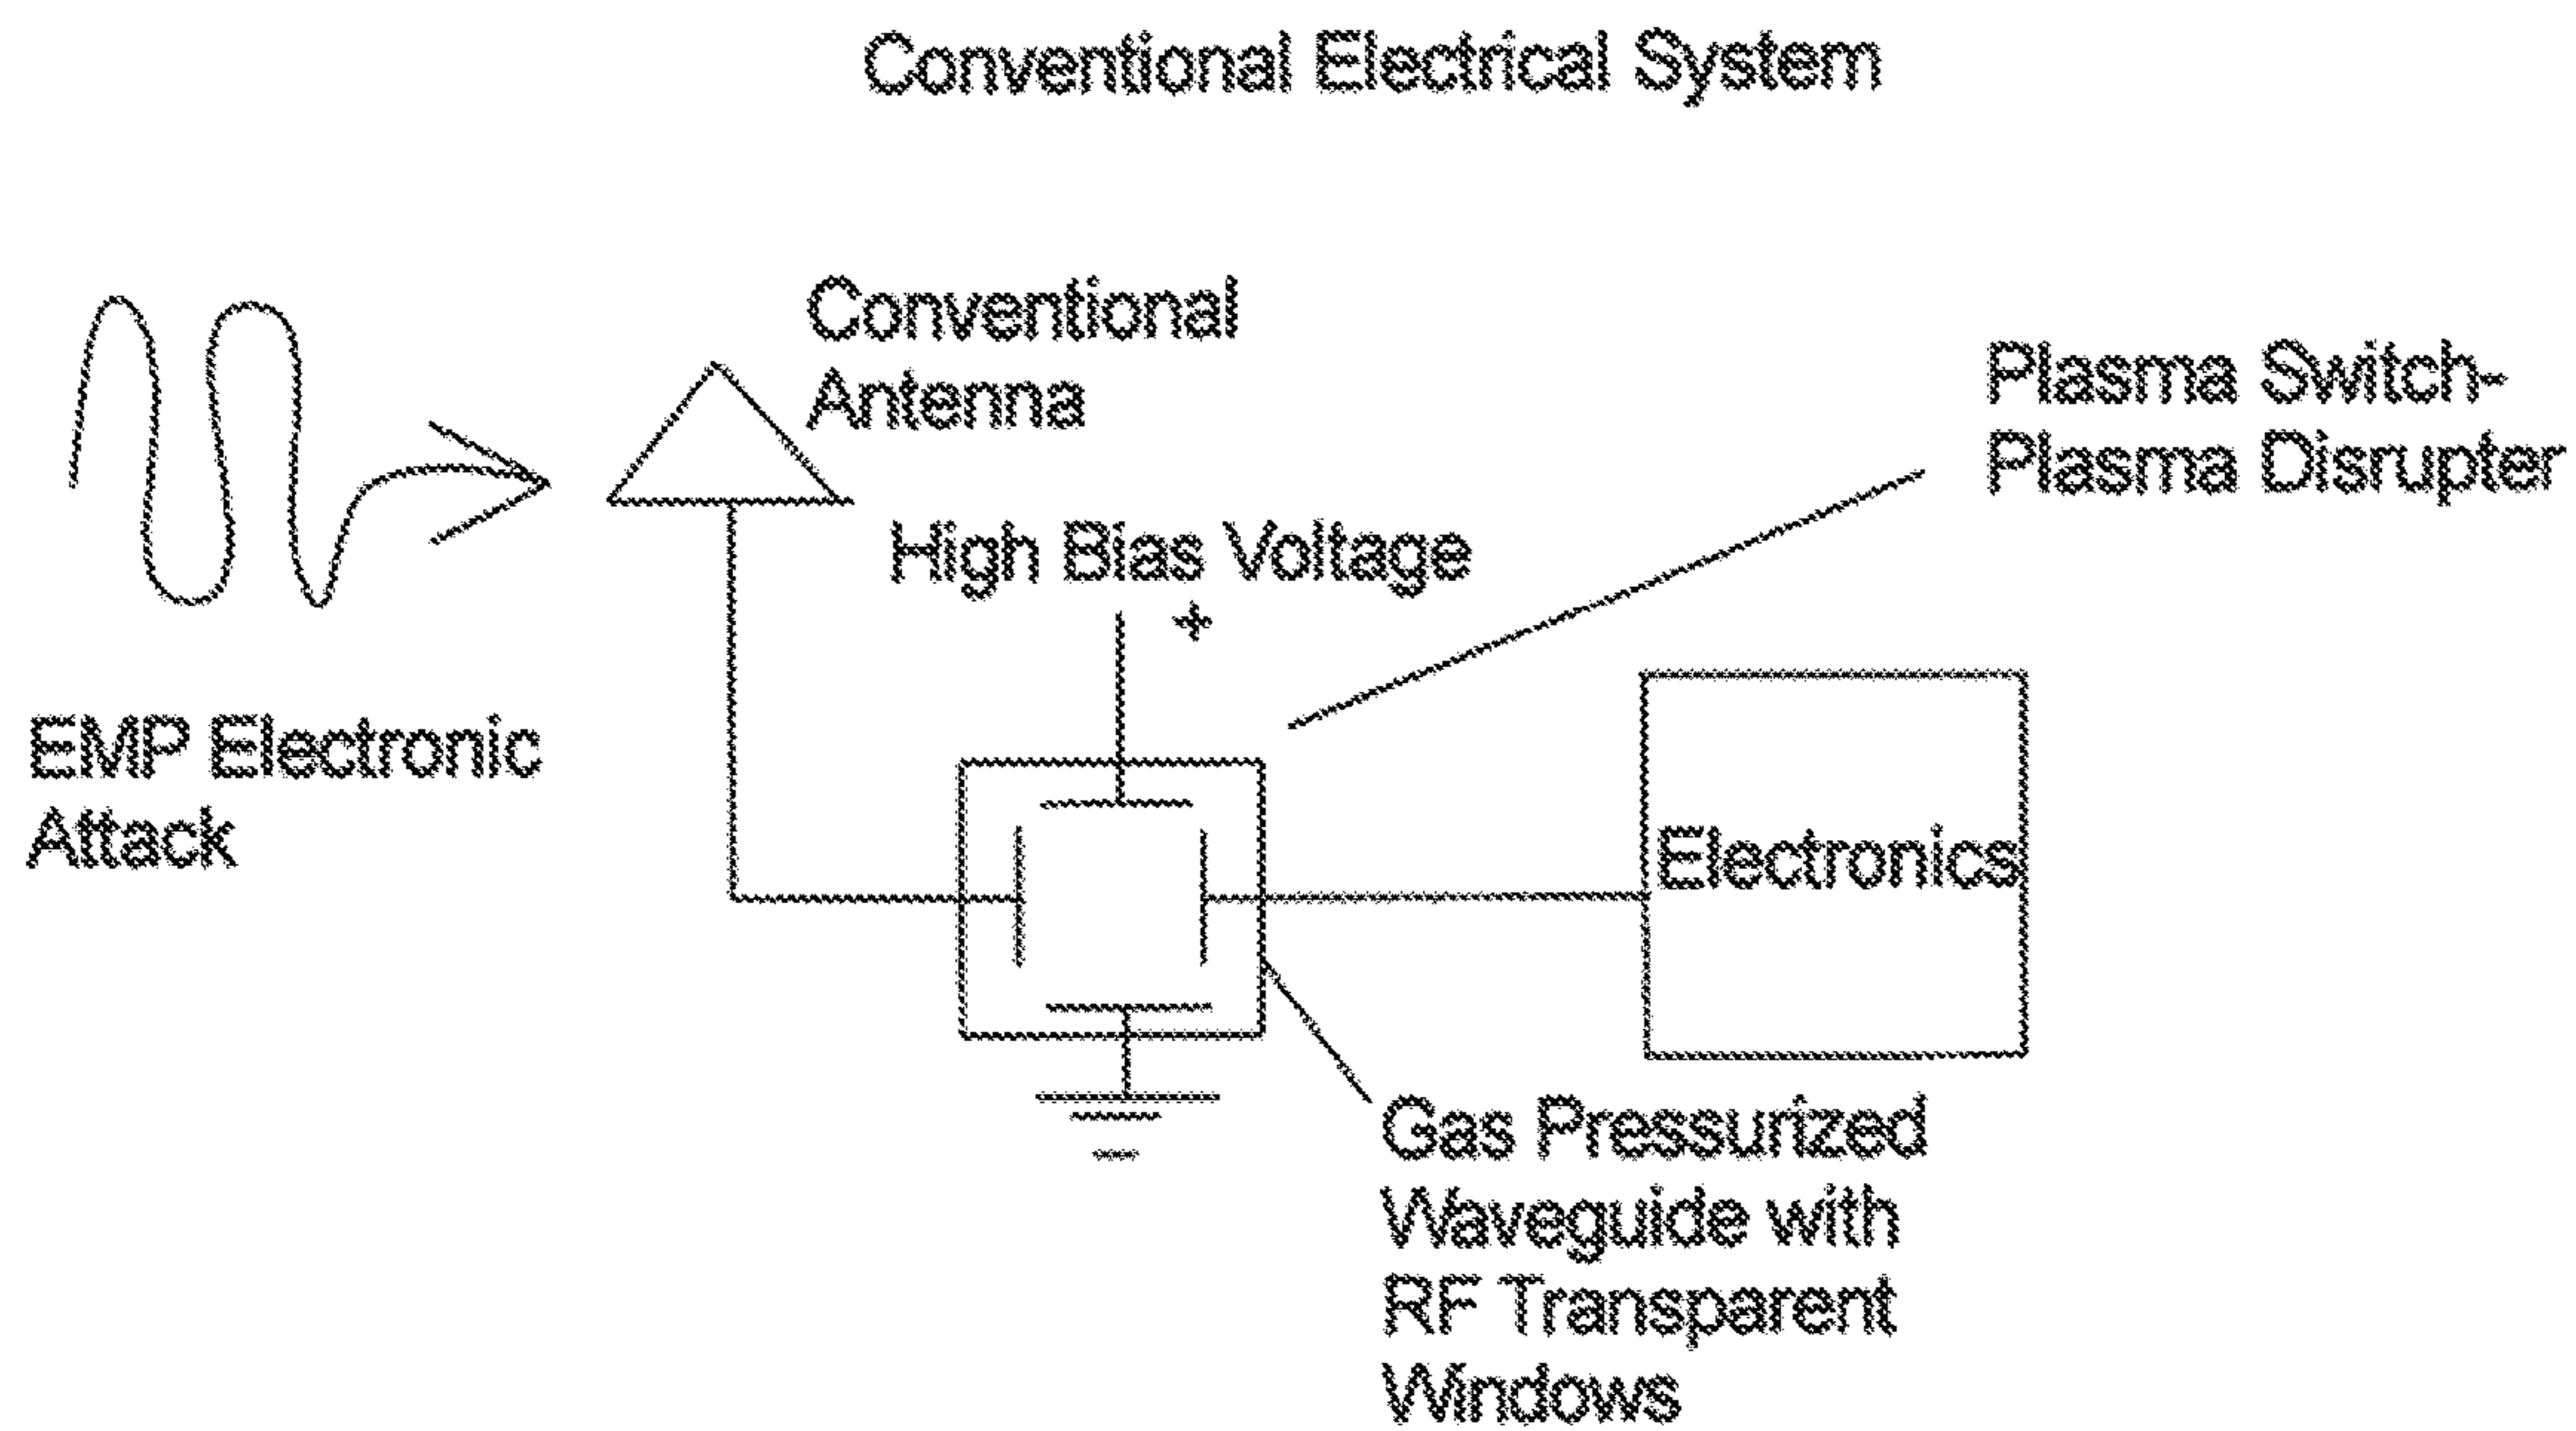 Conventional Electrical System
Conventional
Antenna
Plasma Switch-
Plasma Disrupter
High Bias Voltage
+
EMP Electronic
Attack
Electronics
Gas Pressurized
Waveguide with
RF Transparent
Windows